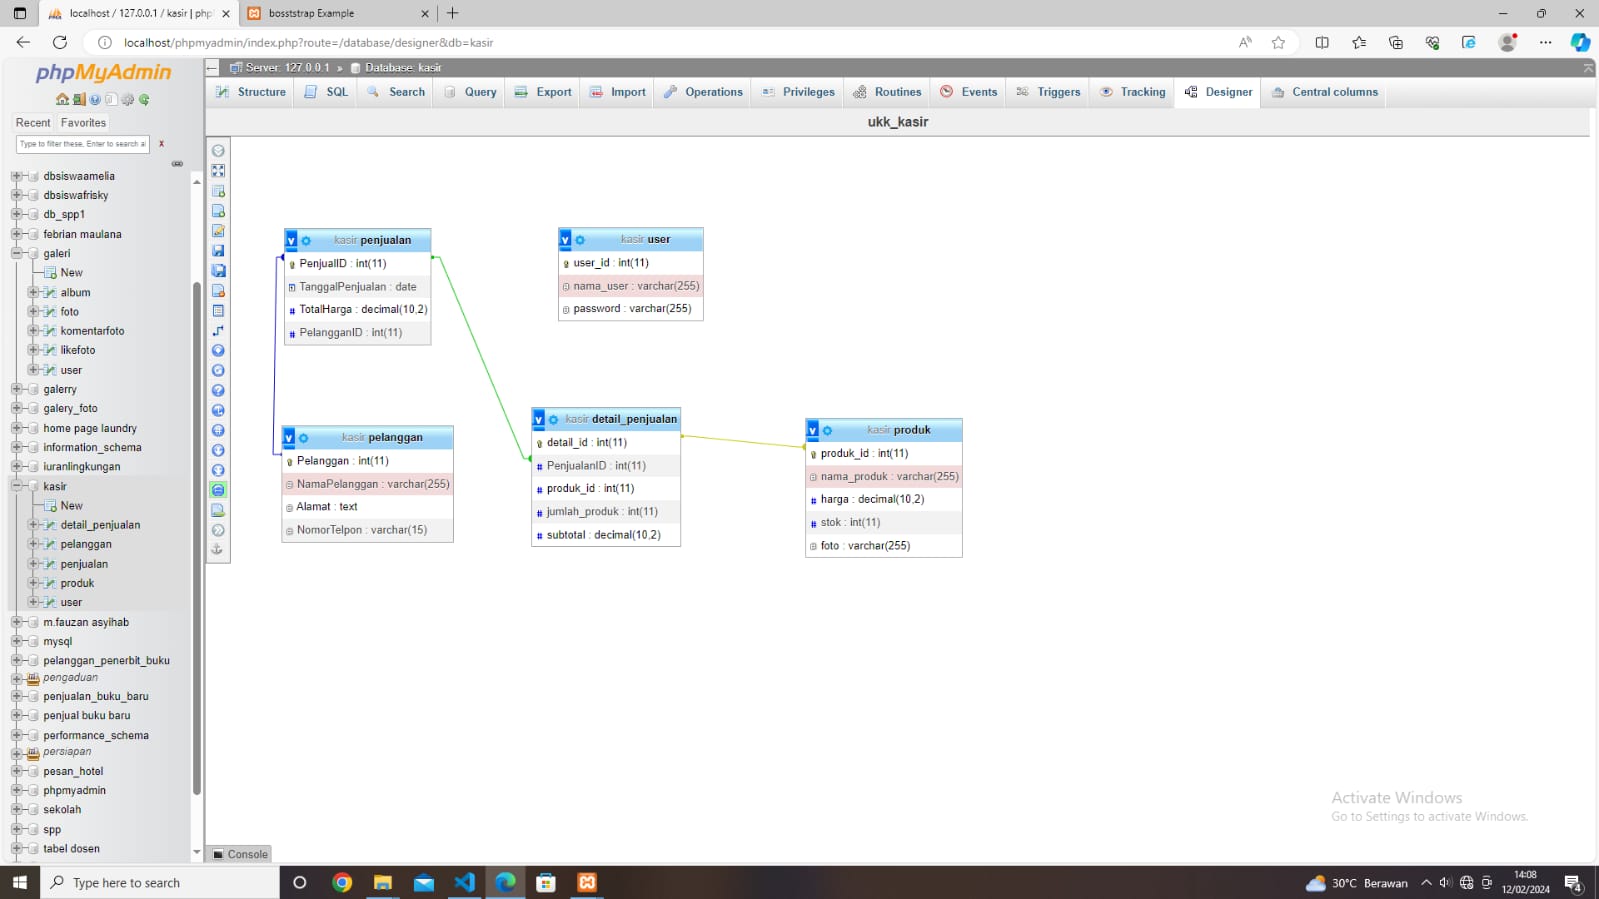 localhost / 127.0.0.1 / kasir | php
bosststrap Example
localhost/phpmyadmin/index.php?route=/database/designer&db=kasir
phpMyAdmin
Server: 127.0.0.1 » Database: kasir
Structure SQL Search Query Export Import Operations Privileges Routines Events Triggers Tracking Designer Central columns
Recent Favorites
Type to filter these, Enter to search al X
ukk_kasir
dbsiswaamelia
dbsiswafrisky
db_spp1
febrian maulana
galeri
New
album
foto
komentarfoto
likefoto
user
galerry
galery_foto
home page laundry
information_schema
iuranlingkungan
kasir
New
detail_penjualan
pelanggan
penjualan
produk
user
m.fauzan asyihab
mysql
pelanggan_penerbit_buku
pengaduan
penjualan_buku_baru
penjual buku baru
performance_schema
persiapan
pesan_hotel
phpmyadmin
sekolah
spp
tabel dosen
v kasir penjualan
PenjualID : int(11)
TanggalPenjualan : date
# TotalHarga : decimal(10,2)
# PelangganID : int(11)
v kasir user
user_id : int(11)
nama_user : varchar(255)
password : varchar(255)
v kasir pelanggan
Pelanggan : int(11)
NamaPelanggan : varchar(255)
Alamat : text
NomorTelpon : varchar(15)
v kasir detail_penjualan
detail_id : int(11)
# PenjualanID : int(11)
# produk_id : int(11)
# jumlah_produk : int(11)
# subtotal : decimal(10,2)
v kasir produk
produk_id : int(11)
nama_produk : varchar(255)
# harga : decimal(10,2)
# stok : int(11)
foto : varchar(255)
Activate Windows
Go to Settings to activate Windows.
Console
Type here to search
30°C Berawan
14:08
12/02/2024
4